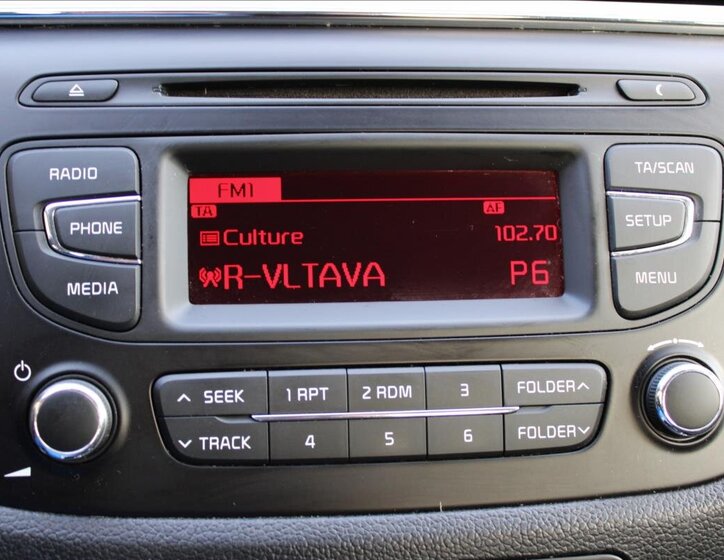 RADIO
PHONE
MEDIA
FM1
TA AF
Culture 102.70
R-VLTAVA P6
TA/SCAN
SETUP
MENU
SEEK 1 RPT 2 RDM 3 FOLDER
TRACK 4 5 6 FOLDER